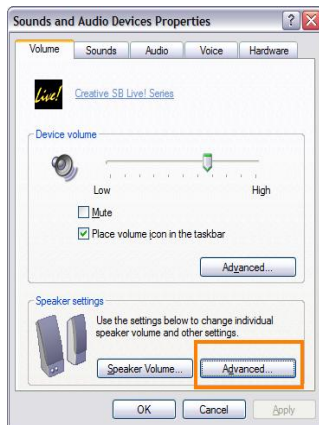 Sounds and Audio Devices Properties
Volume Sounds Audio Voice Hardware
Live!
Creative SB Live! Series
Device volume
Low High
Mute
Place volume icon in the taskbar
Advanced...
Speaker settings
Use the settings below to change individual
speaker volume and other settings.
Speaker Volume... Advanced...
OK Cancel Apply